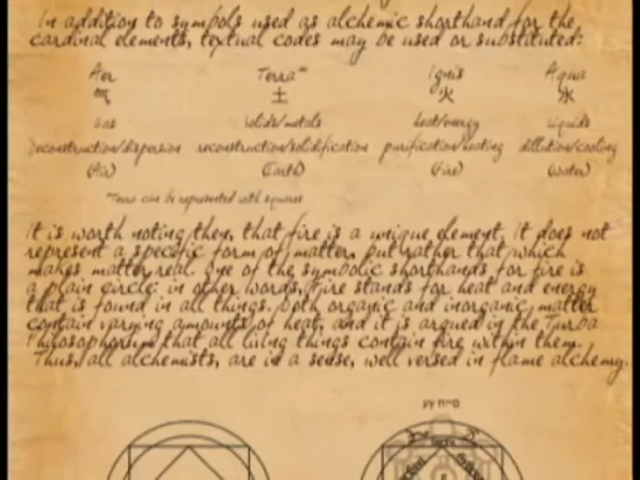 In addition to symbols used as alchemic shorthand for the
cardinal elements, textual codes may be used or substituted:
Aer Terra* Ignis Aqua
气 土 火 水
Gas Solids/metals heat/energy Liquids
Deconstruction/dispersion reconstruction/solidification purification/heating dillution/cooling
(Air) (Earth) (Fire) (water)
*Terra can be represented with squares
It is worth noting then, that fire is a unique element. It does not
represent a specific form of matter, but rather that which
makes matter real. One of the symbolic shorthands for fire is
a plain circle: in other words, Fire stands for heat and energy
that is found in all things. both organic and inorganic matter
contain varying amounts of heat, and it is argued in the Turba
Philosophorum that all living things contain fire within them.
Thus, all alchemists, are in a sense, well versed in flame alchemy.